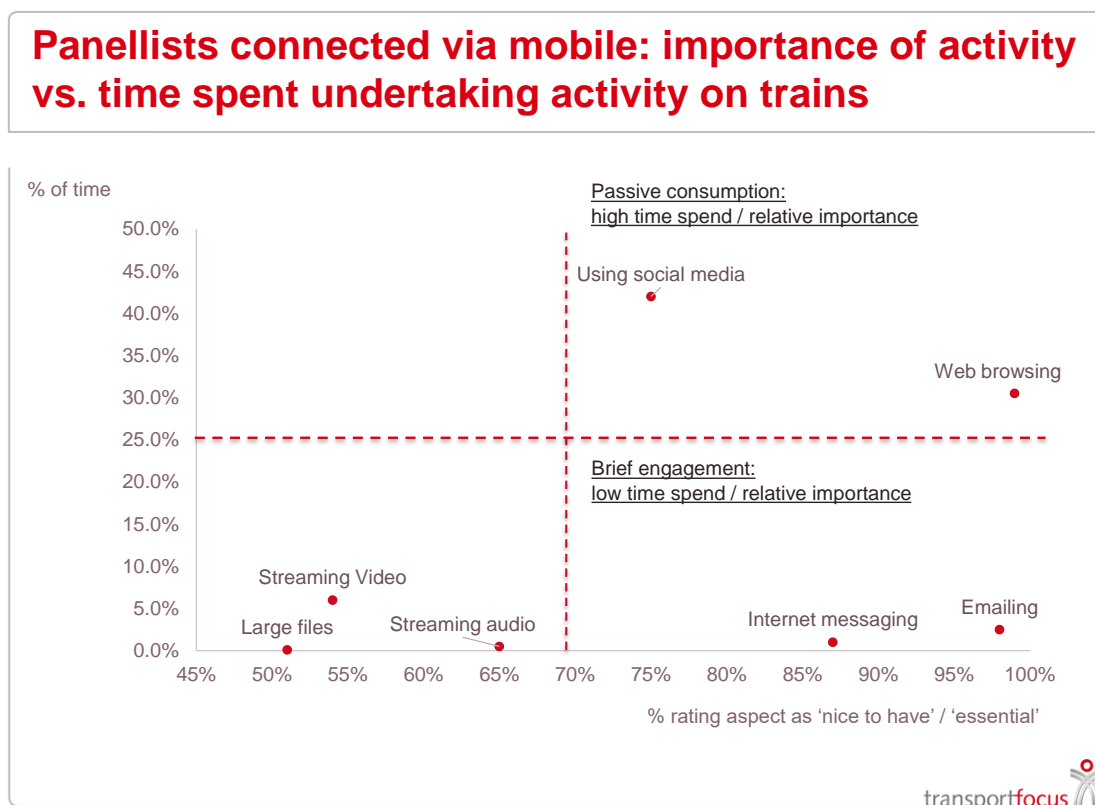 Panellists connected via mobile: importance of activity
vs. time spent undertaking activity on trains
% of time
Passive consumption:
high time spend / relative importance
50.0%
45.0%
40.0%
35.0%
30.0%
25.0%
20.0%
15.0%
10.0%
5.0%
0.0%
Using social media
Web browsing
Brief engagement:
low time spend / relative importance
Streaming Video
Large files
Streaming audio
Internet messaging
Emailing
45% 50% 55% 60% 65% 70% 75% 80% 85% 90% 95% 100%
% rating aspect as ‘nice to have’ / ‘essential’
transportfocus